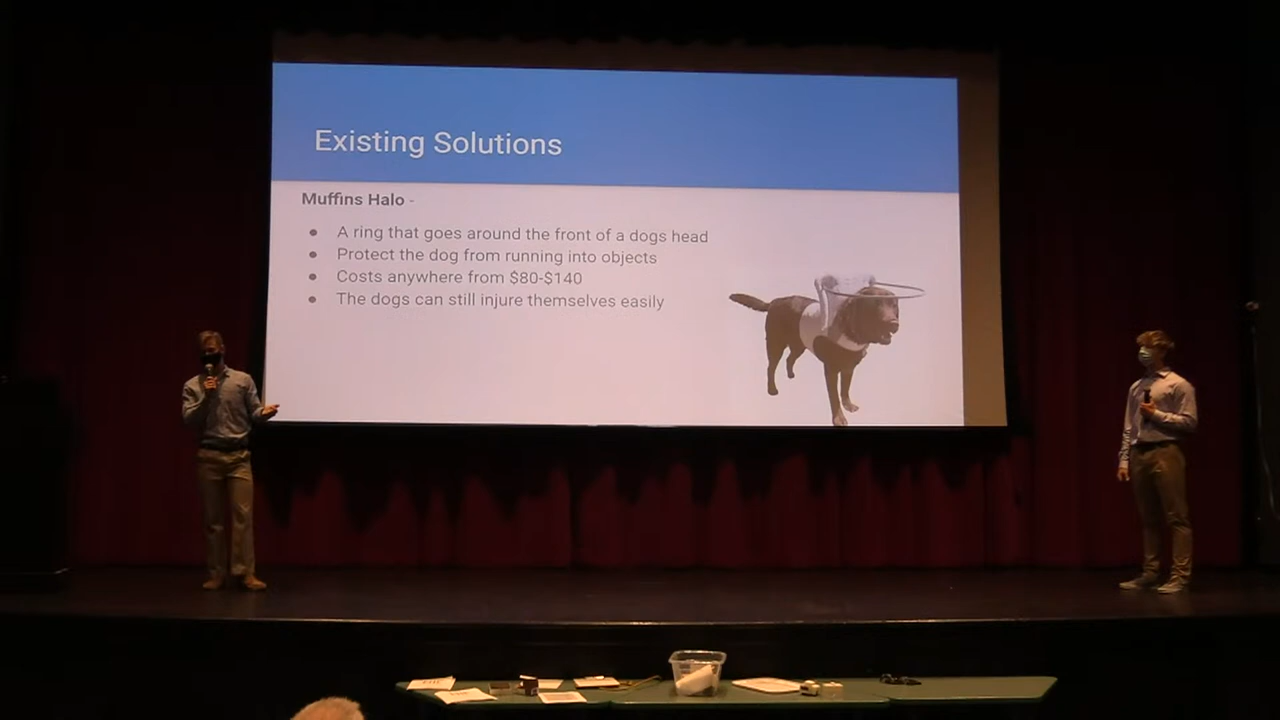 Existing Solutions
Muffins Halo -
● A ring that goes around the front of a dogs head
● Protect the dog from running into objects
● Costs anywhere from $80-$140
● The dogs can still injure themselves easily